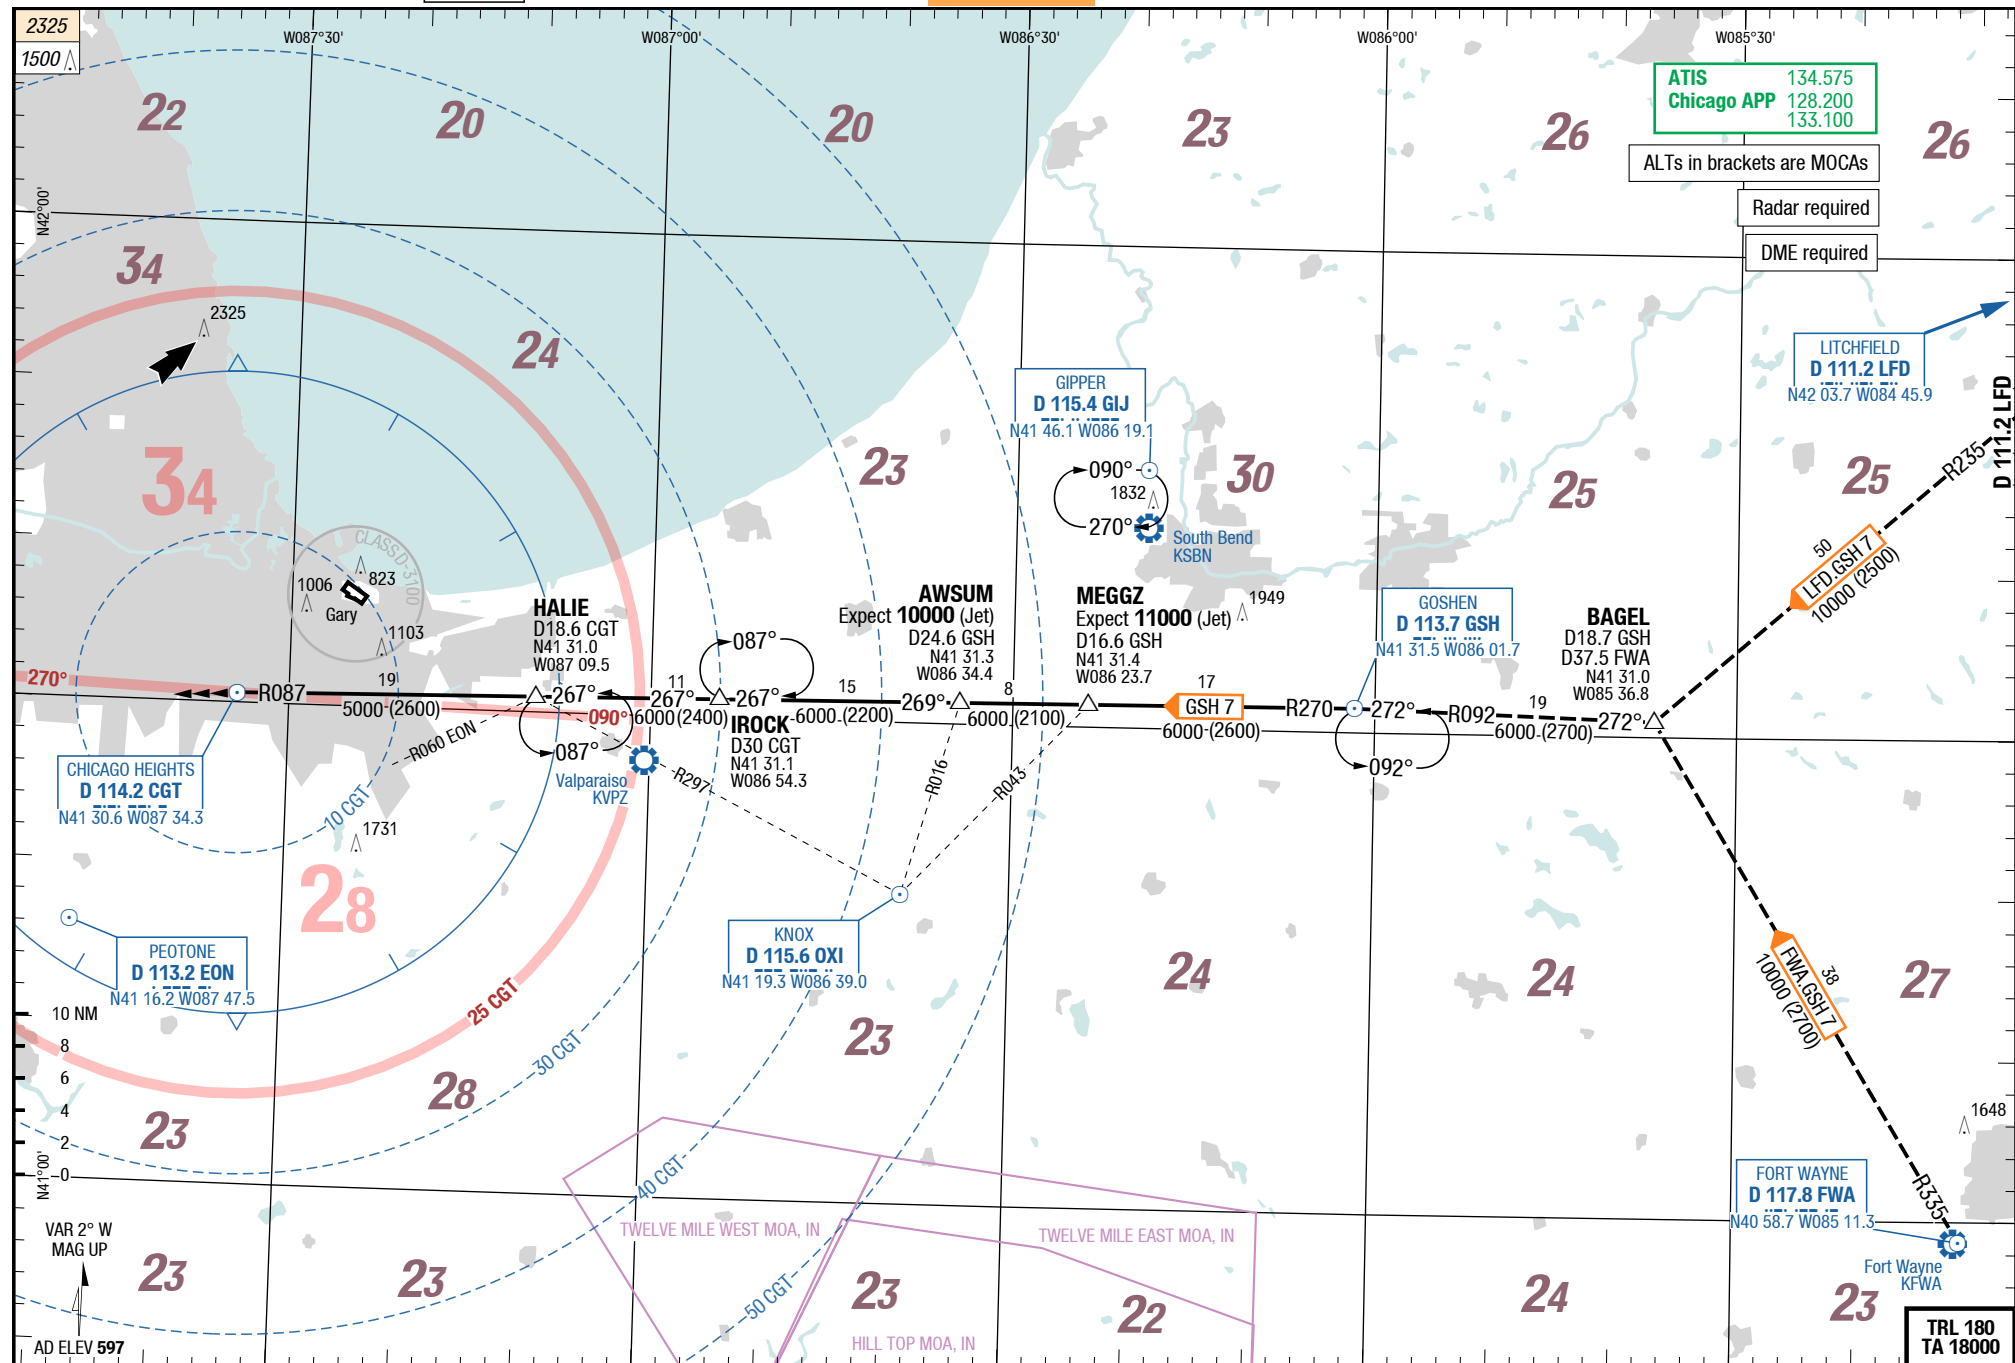 2325
1500
W087°30'
W087°00'
W086°30'
W086°00'
W085°30'
ATIS 134.575
Chicago APP 128.200
133.100
ALTs in brackets are MOCAs
Radar required
DME required
22
20
20
23
26
26
N42°00'
34
2325
24
LITCHFIELD
D 111.2 LFD
N42 03.7 W084 45.9
D 111.2 LFD
R235
GIPPER
D 115.4 GIJ
N41 46.1 W086 19.1
090°
1832
270°
South Bend
KSBN
34
23
30
25
25
50
LFD.GSH 7
10000 (2500)
CLASS D-3100
1006
823
Gary
1103
HALIE
D18.6 CGT
N41 31.0
W087 09.5
AWSUM
Expect 10000 (Jet)
D24.6 GSH
N41 31.3
W086 34.4
MEGGZ
Expect 11000 (Jet)
D16.6 GSH
N41 31.4
W086 23.7
1949
GOSHEN
D 113.7 GSH
N41 31.5 W086 01.7
BAGEL
D18.7 GSH
D37.5 FWA
N41 31.0
W085 36.8
087°
270°
R087
19
5000 (2600)
267°
087°
090°
11
267°
6000 (2400)
267°
15
6000 (2200)
269°
8
6000 (2100)
17
GSH 7
6000 (2600)
R270
272°
R092
092°
19
6000 (2700)
272°
IROCK
D30 CGT
N41 31.1
W086 54.3
R060 EON
Valparaiso
KVPZ
R297
R016
R043
CHICAGO HEIGHTS
D 114.2 CGT
N41 30.6 W087 34.3
10 CGT
1731
28
PEOTONE
D 113.2 EON
N41 16.2 W087 47.5
KNOX
D 115.6 OXI
N41 19.3 W086 39.0
24
24
27
38
FWA.GSH 7
10000 (2700)
25 CGT
30 CGT
40 CGT
50 CGT
10 NM
8
6
4
2
0
N41°00'
23
28
23
1648
R335
FORT WAYNE
D 117.8 FWA
N40 58.7 W085 11.3
Fort Wayne
KFWA
VAR 2° W
MAG UP
AD ELEV 597
23
23
TWELVE MILE WEST MOA, IN
TWELVE MILE EAST MOA, IN
HILL TOP MOA, IN
23
22
24
23
TRL 180
TA 18000